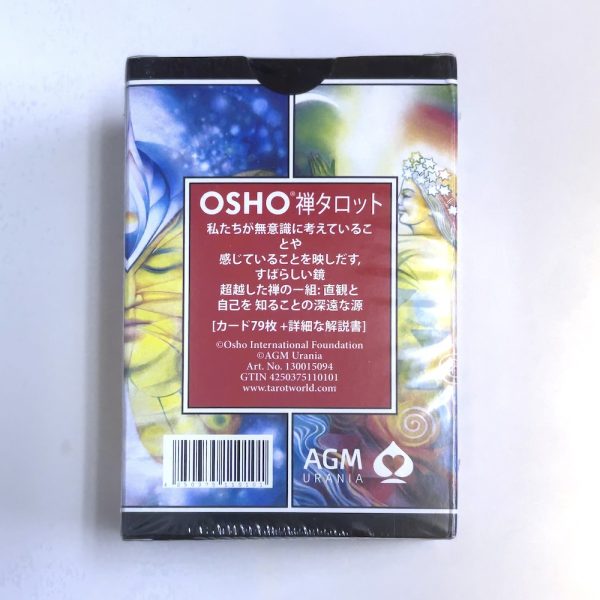 OSHO® 禅タロット
私たちが無意識に考えているこ
とや
感じていることを映しだす,
すばらしい鏡
超越した禅の一組: 直観と
自己を 知ることの深遠な源
[カード79枚 +詳細な解説書]
©Osho International Foundation
©AGM Urania
Art. No. 130015094
GTIN 4250375110101
www.tarotworld.com
4 250375 110101
AGM
URANIA